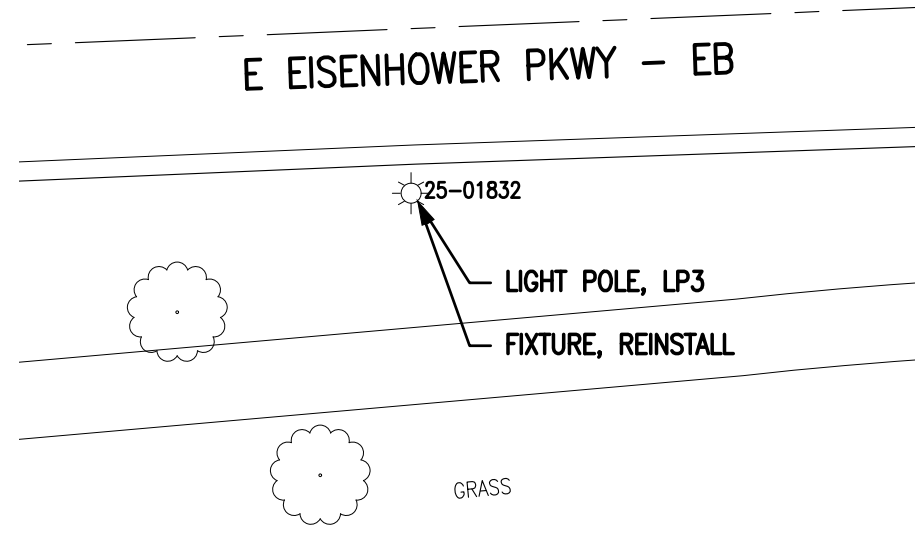 E EISENHOWER PKWY - EB
25-01832
LIGHT POLE, LP3
FIXTURE, REINSTALL
GRASS